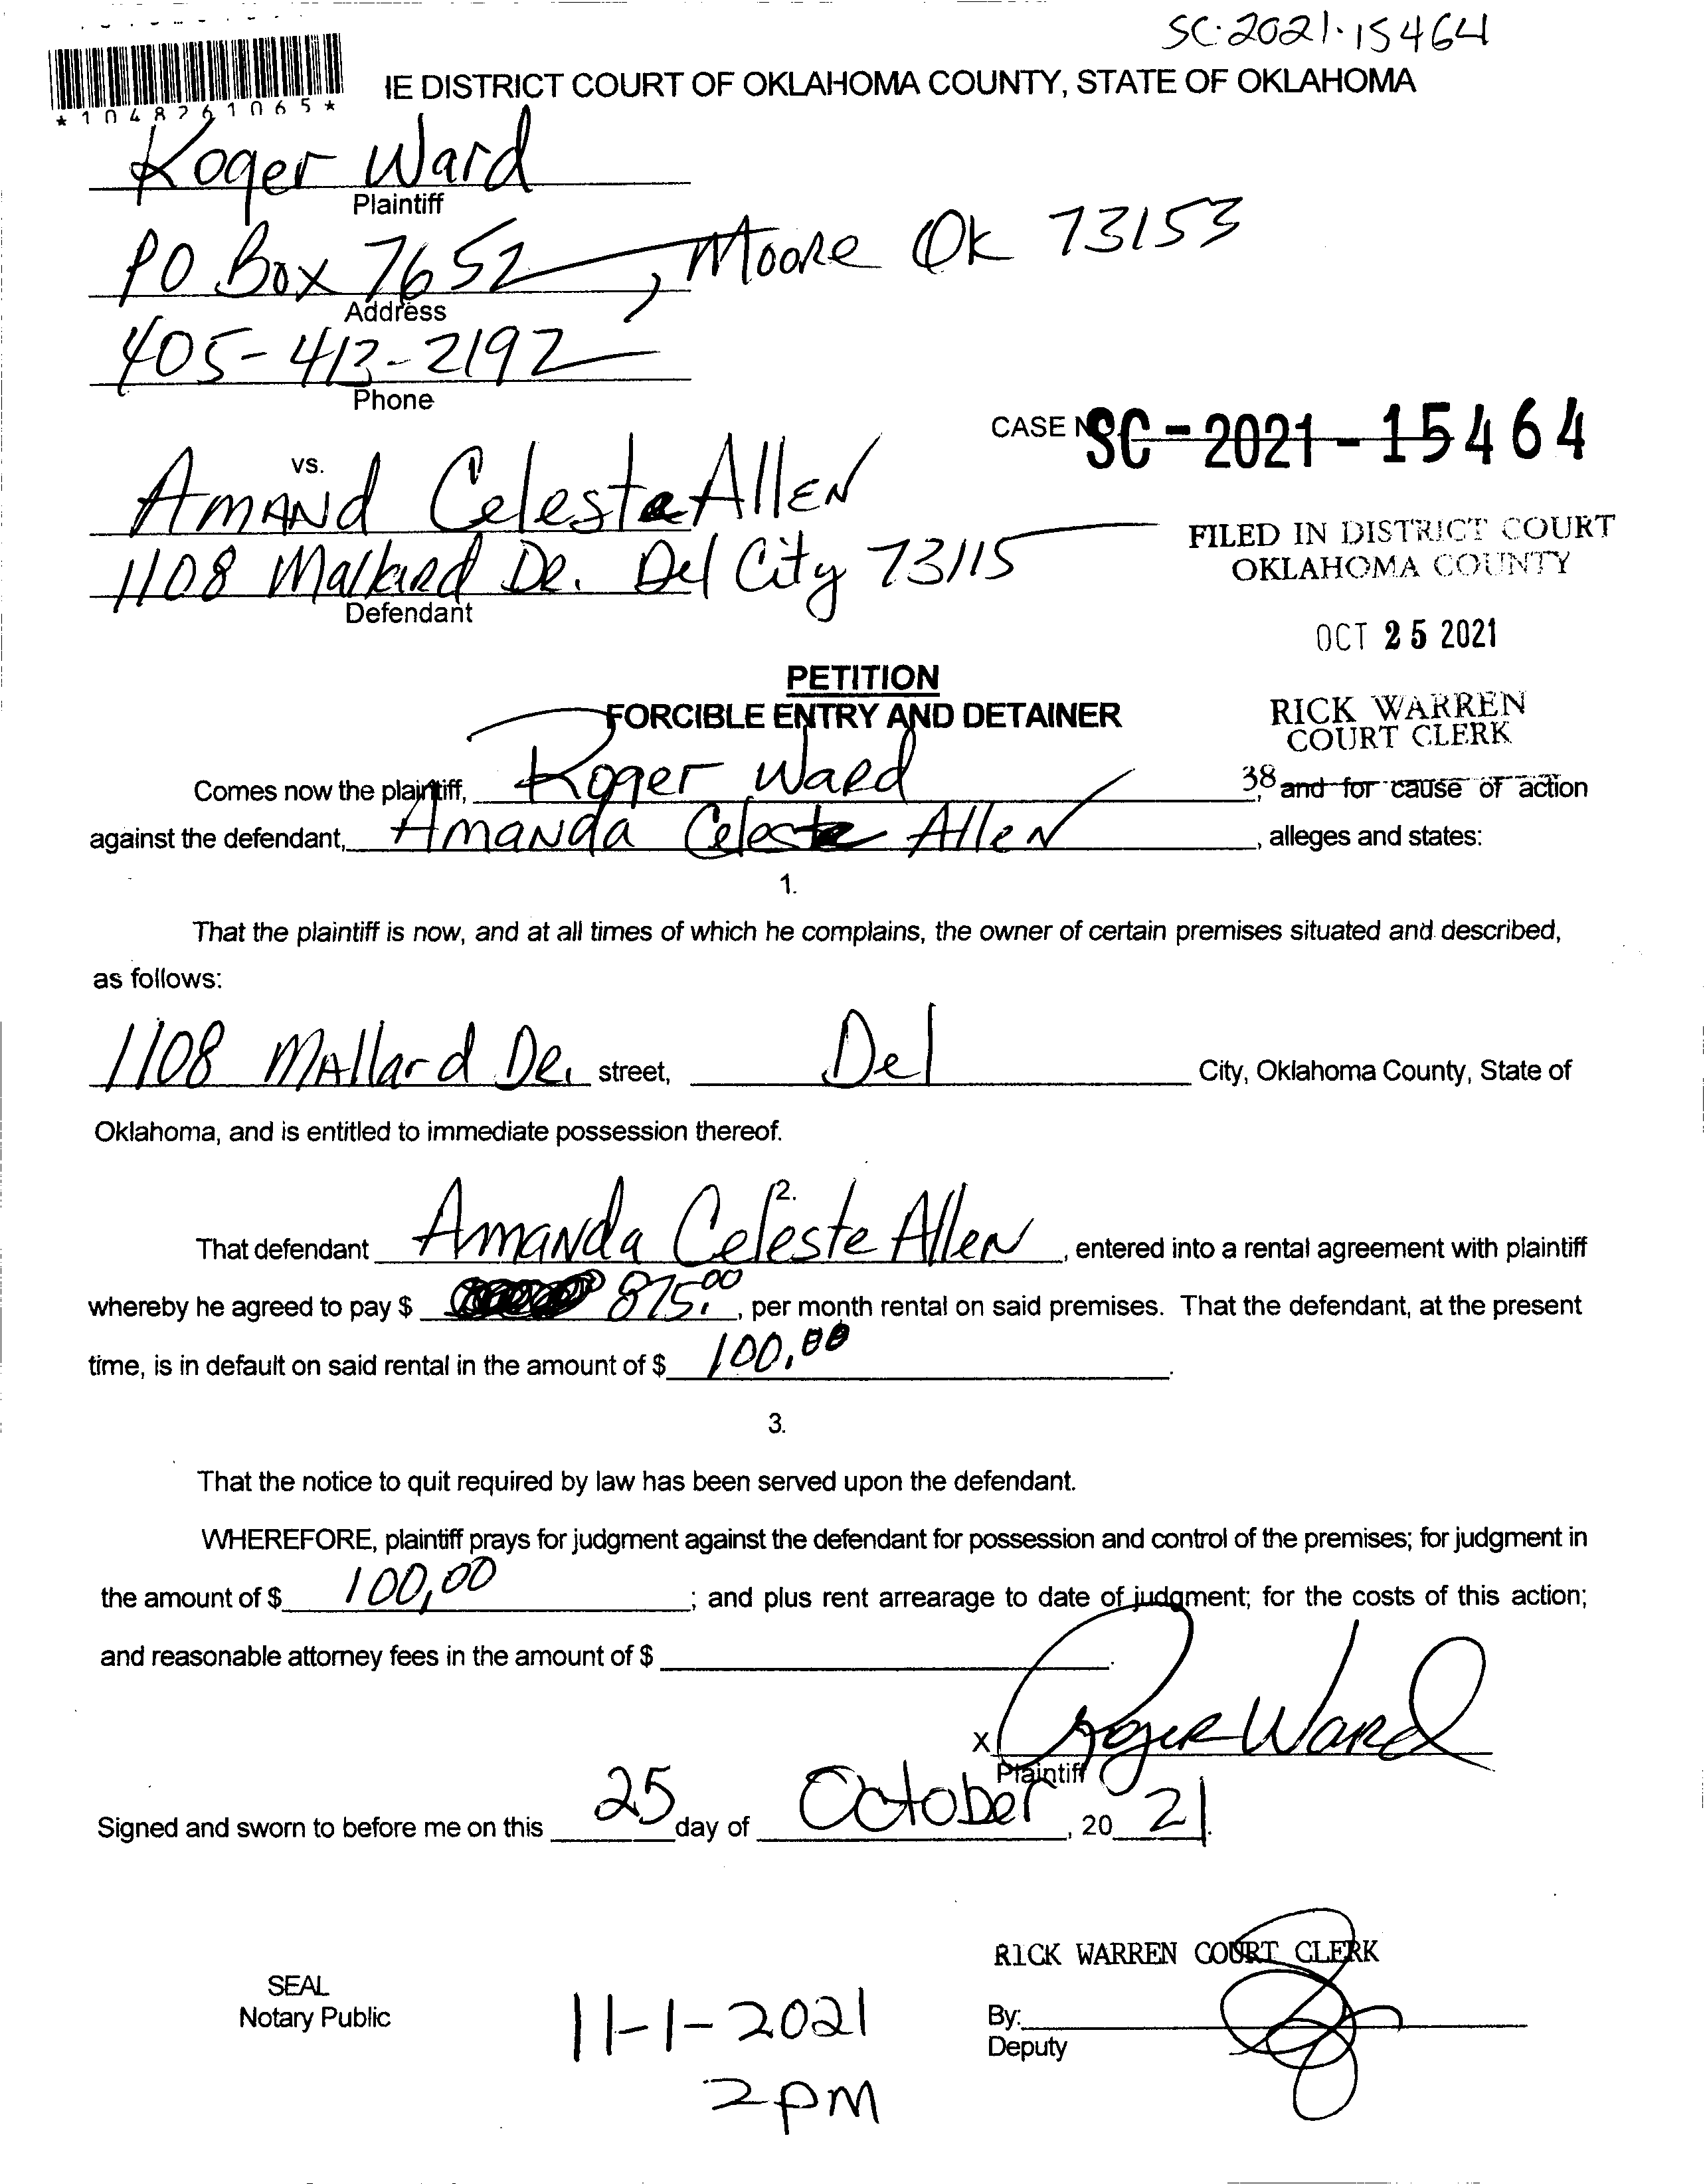 SC-2021-15464
*1048261065*
IE DISTRICT COURT OF OKLAHOMA COUNTY, STATE OF OKLAHOMA
Roger Ward
Plaintiff
PO Box 7652, Moore Ok 73153
Address
405-413-2192
Phone
CASE NO. SC-2021-15464
vs.
Amand Celeste Allen
1108 Mallard Dr. Del City 73115
Defendant
FILED IN DISTRICT COURT
OKLAHOMA COUNTY
OCT 25 2021
PETITION
FORCIBLE ENTRY AND DETAINER
RICK WARREN
COURT CLERK
38
Comes now the plaintiff, Roger Ward, and for cause of action
against the defendant, Amanda Celeste Allen, alleges and states:
1.
That the plaintiff is now, and at all times of which he complains, the owner of certain premises situated and described,
as follows:
1108 Mallard Dr. street, Del City, Oklahoma County, State of
Oklahoma, and is entitled to immediate possession thereof.
2.
That defendant Amanda Celeste Allen, entered into a rental agreement with plaintiff
whereby he agreed to pay $ 875.00, per month rental on said premises. That the defendant, at the present
time, is in default on said rental in the amount of $ 100.00.
3.
That the notice to quit required by law has been served upon the defendant.
WHEREFORE, plaintiff prays for judgment against the defendant for possession and control of the premises; for judgment in
the amount of $ 100,00; and plus rent arrearage to date of judgment; for the costs of this action;
and reasonable attorney fees in the amount of $ .
X Roger Ward
Plaintiff
Signed and sworn to before me on this 25 day of October, 20 21.
RICK WARREN COURT CLERK
SEAL
Notary Public
11-1-2021
2pm
By:
Deputy